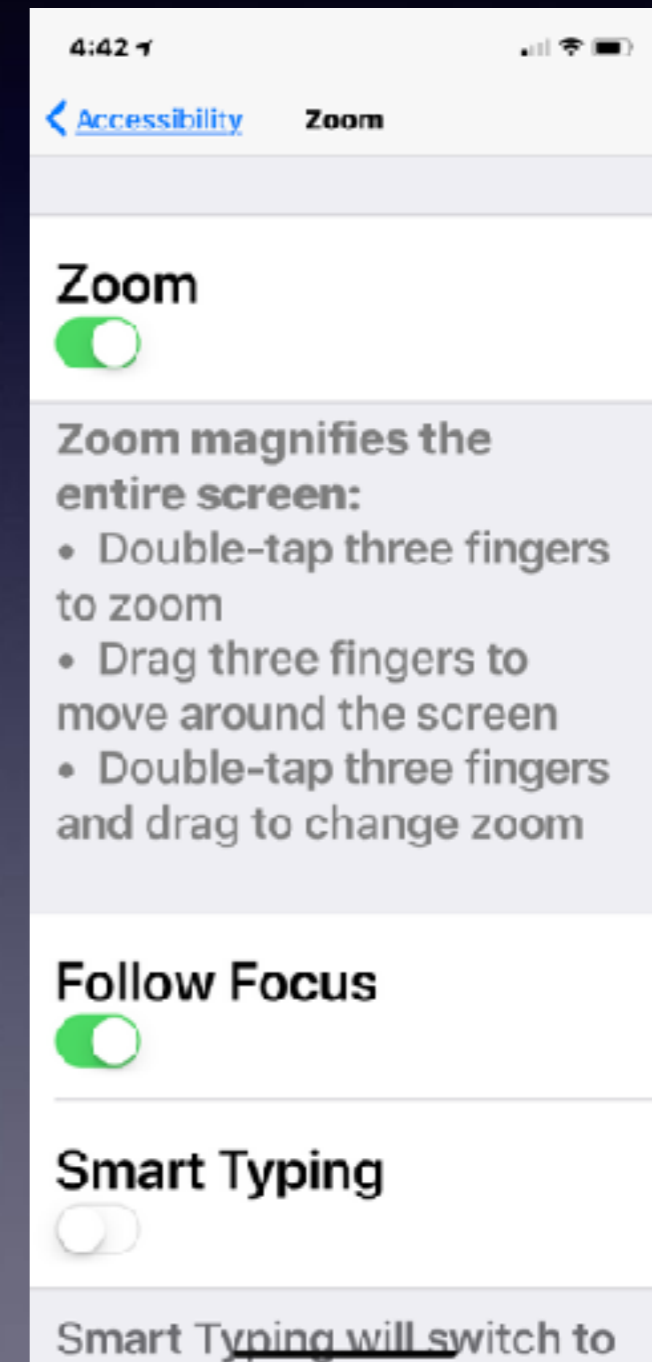 4:42
Accessibility Zoom
Zoom
Zoom magnifies the
entire screen:
• Double-tap three fingers
to zoom
• Drag three fingers to
move around the screen
• Double-tap three fingers
and drag to change zoom
Follow Focus
Smart Typing
Smart Typing will switch to